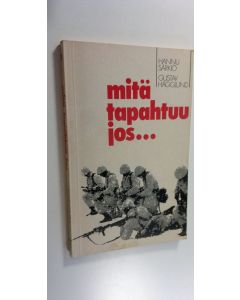 HANNU
SÄRKIÖ
GUSTAV
HÄGGLUND
mitä
tapahtuu
jos...